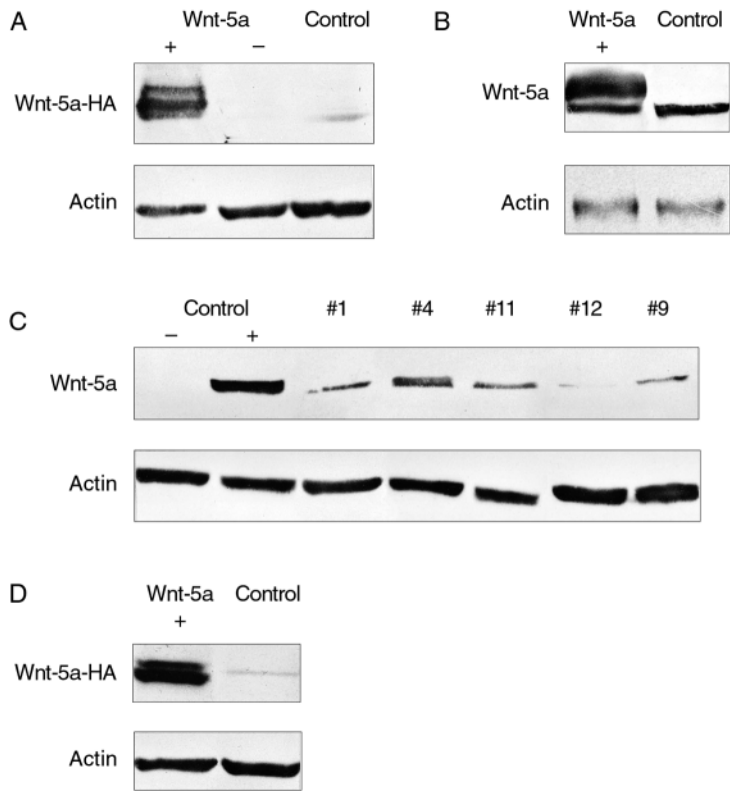 A
Wnt-5a Control
+ −
Wnt-5a-HA
Actin
B
Wnt-5a Control
+
Wnt-5a
Actin
C
Control #1 #4 #11 #12 #9
− +
Wnt-5a
Actin
D
Wnt-5a Control
+
Wnt-5a-HA
Actin